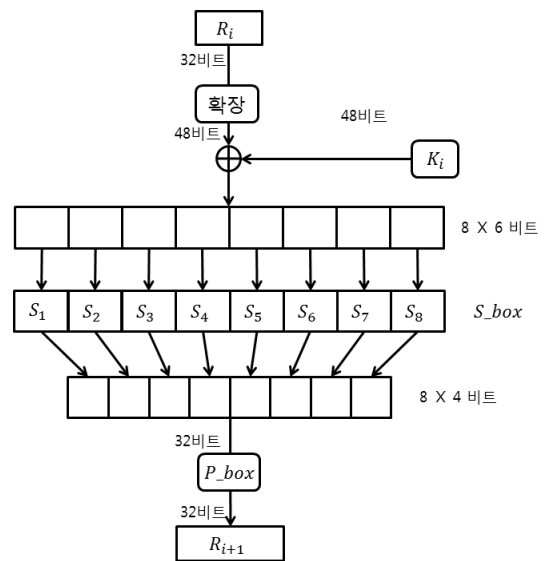 R_i
32비트
확장
48비트
48비트
K_i
8 X 6 비트
S_1 S_2 S_3 S_4 S_5 S_6 S_7 S_8
S_box
8 X 4 비트
32비트
P_box
32비트
R_{i+1}